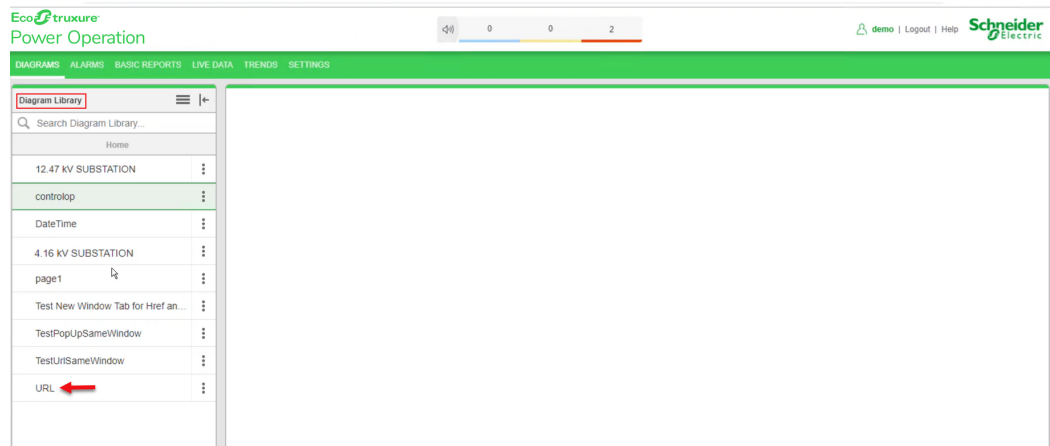 EcoStruxure
Power Operation
0 0 2
demo | Logout | Help
Schneider
Electric
DIAGRAMS ALARMS BASIC REPORTS LIVE DATA TRENDS SETTINGS
Diagram Library
Search Diagram Library...
Home
12.47 kV SUBSTATION
controlop
DateTime
4.16 kV SUBSTATION
page1
Test New Window Tab for Href an...
TestPopUpSameWindow
TestUrlSameWindow
URL